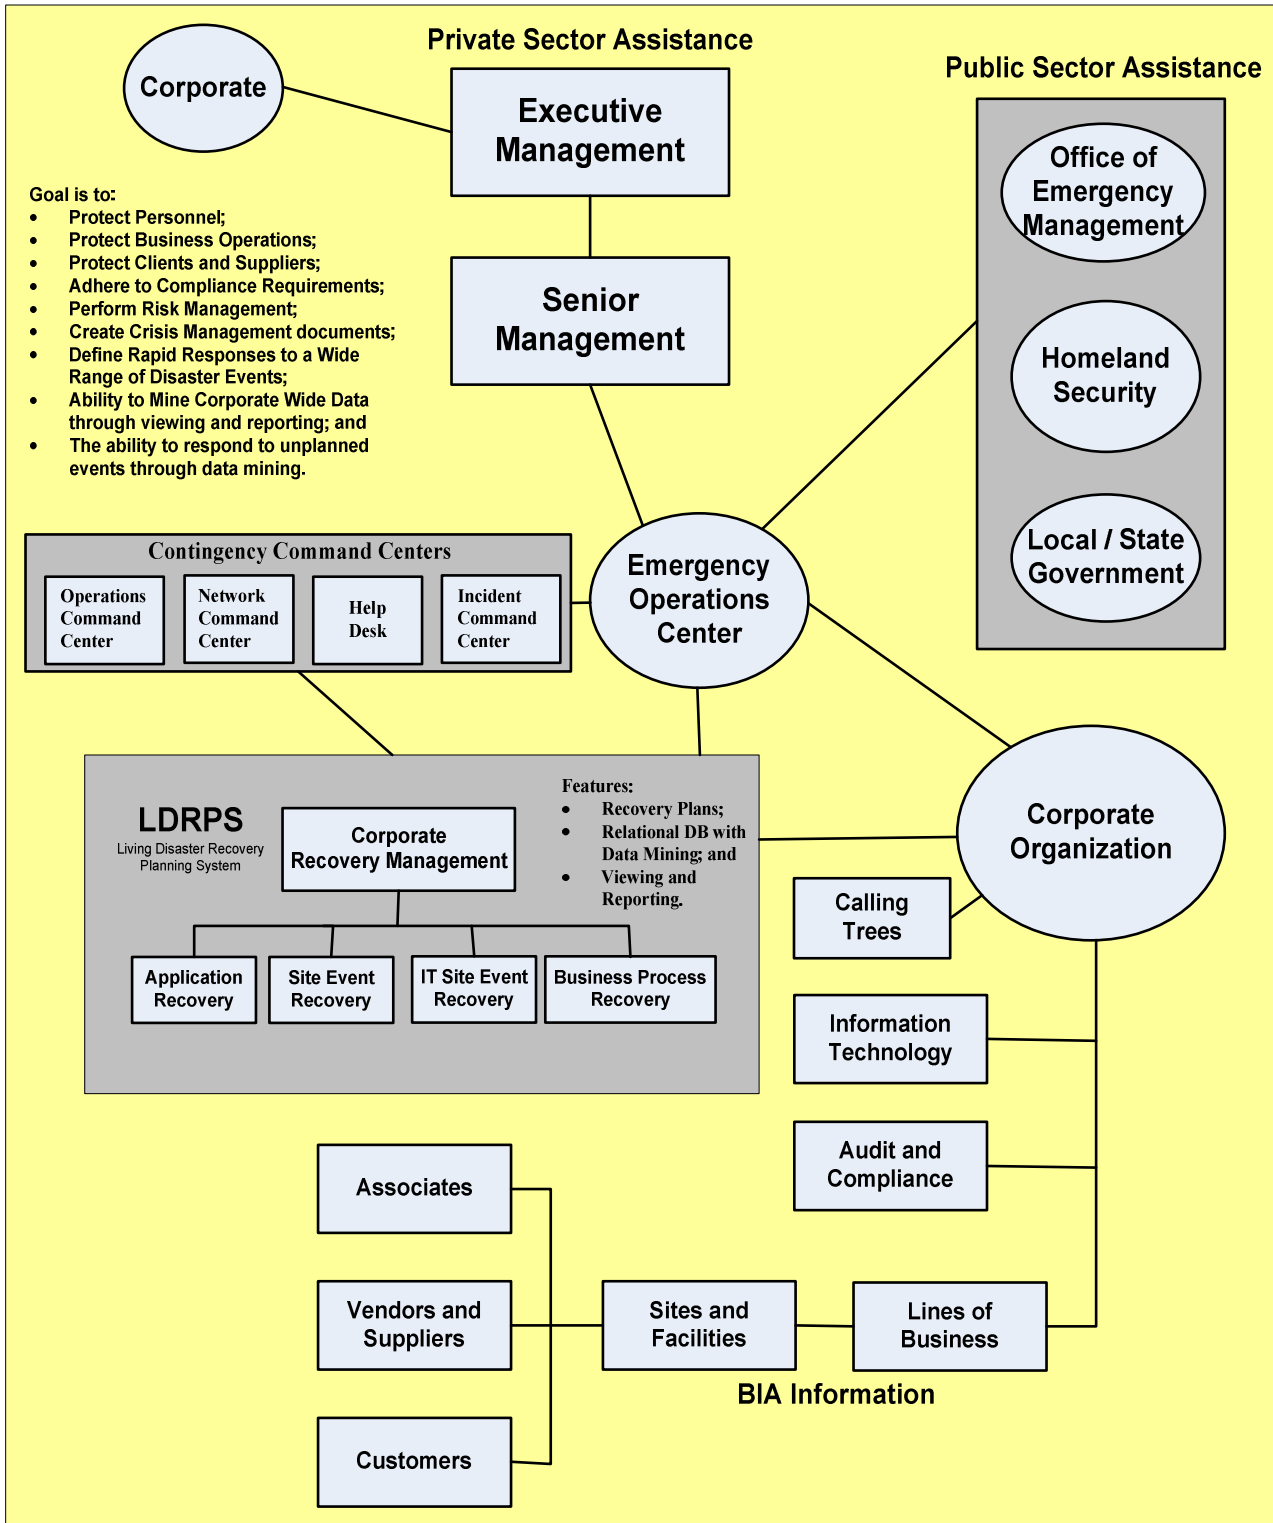 Private Sector Assistance
Public Sector Assistance
Corporate
Executive
Management
Office of
Emergency
Management
Goal is to:
• Protect Personnel;
• Protect Business Operations;
• Protect Clients and Suppliers;
• Adhere to Compliance Requirements;
• Perform Risk Management;
• Create Crisis Management documents;
• Define Rapid Responses to a Wide
Range of Disaster Events;
• Ability to Mine Corporate Wide Data
through viewing and reporting; and
• The ability to respond to unplanned
events through data mining.
Senior
Management
Homeland
Security
Local / State
Government
Contingency Command Centers
Operations
Command
Center
Network
Command
Center
Help
Desk
Incident
Command
Center
Emergency
Operations
Center
LDRPS
Living Disaster Recovery
Planning System
Corporate
Recovery Management
Features:
• Recovery Plans;
• Relational DB with
Data Mining; and
• Viewing and
Reporting.
Application
Recovery
Site Event
Recovery
IT Site Event
Recovery
Business Process
Recovery
Corporate
Organization
Calling
Trees
Information
Technology
Audit and
Compliance
Associates
Vendors and
Suppliers
Sites and
Facilities
Lines of
Business
BIA Information
Customers